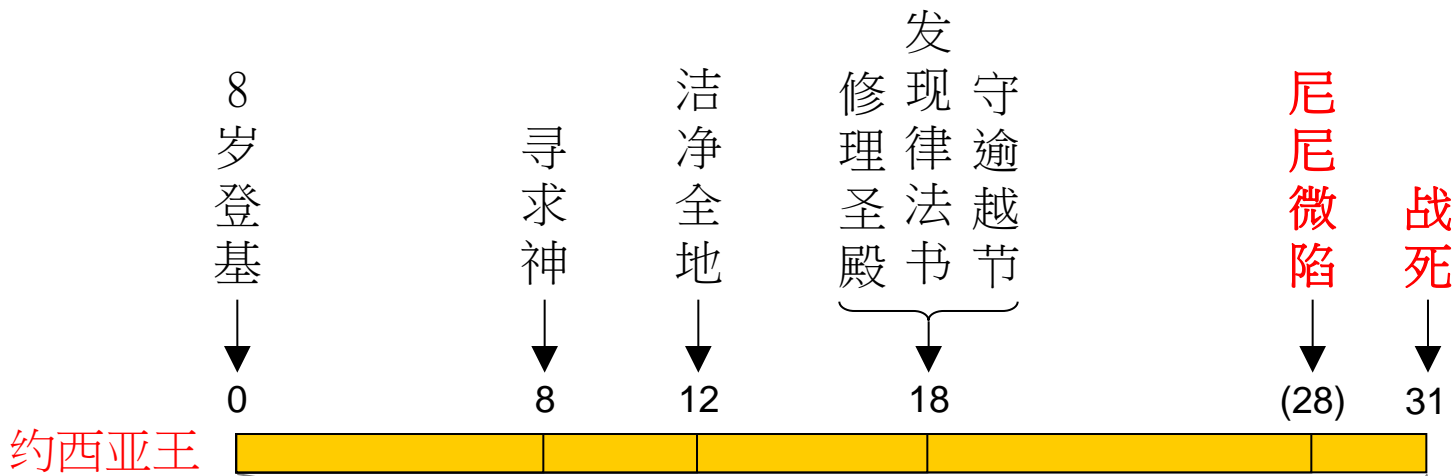 8岁登基
寻求神
洁净全地
修理圣殿
发现律法书
守逾越节
尼尼微陷
战死
0
8
12
18
(28)
31
约西亚王